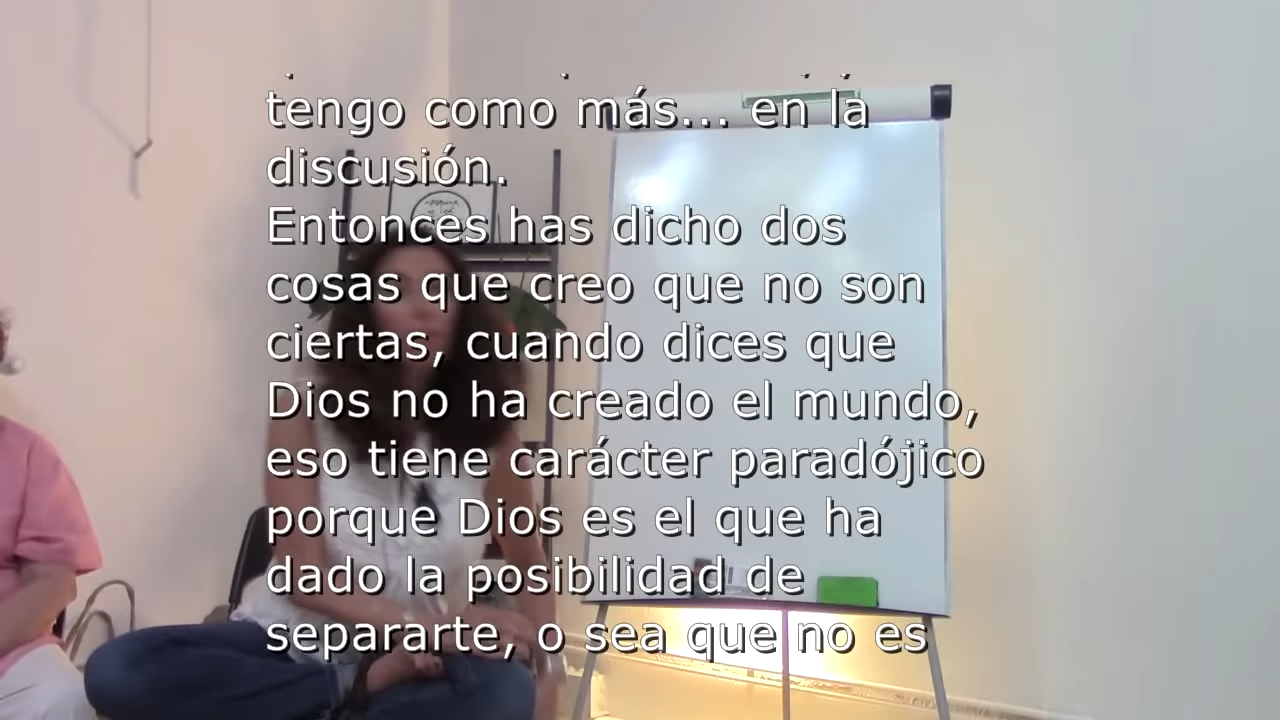 tengo como más... en la
discusión.
Entonces has dicho dos
cosas que creo que no son
ciertas, cuando dices que
Dios no ha creado el mundo,
eso tiene carácter paradójico
porque Dios es el que ha
dado la posibilidad de
separarte, o sea que no es